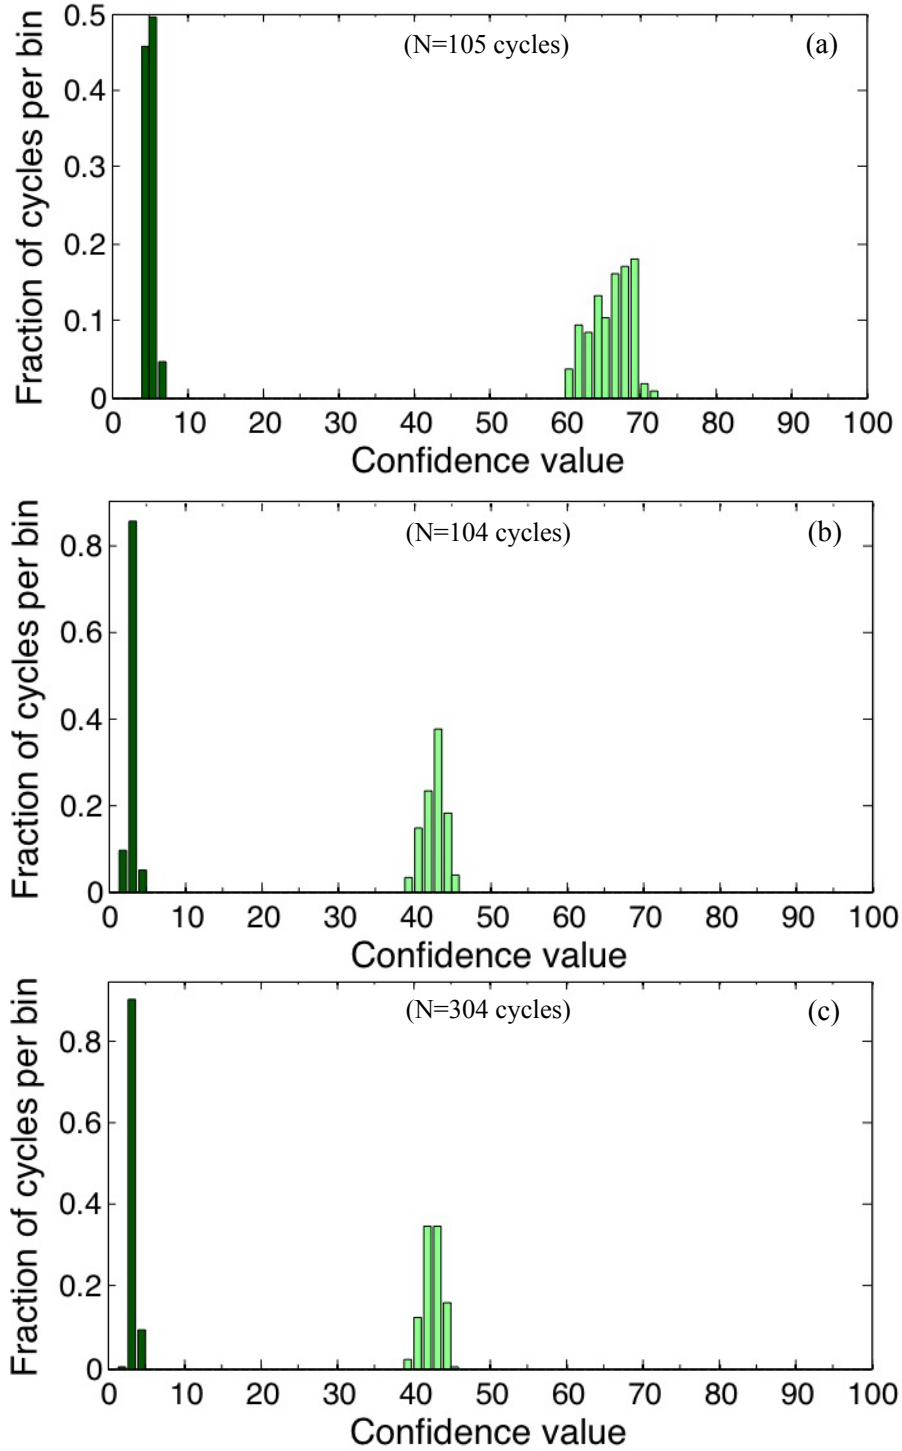 0.5
(N=105 cycles) (a)
0.4
0.3
0.2
0.1
0
Fraction of cycles per bin
0 10 20 30 40 50 60 70 80 90 100
Confidence value
(N=104 cycles) (b)
0.8
0.6
0.4
0.2
0
Fraction of cycles per bin
0 10 20 30 40 50 60 70 80 90 100
Confidence value
(N=304 cycles) (c)
0.8
0.6
0.4
0.2
0
Fraction of cycles per bin
0 10 20 30 40 50 60 70 80 90 100
Confidence value